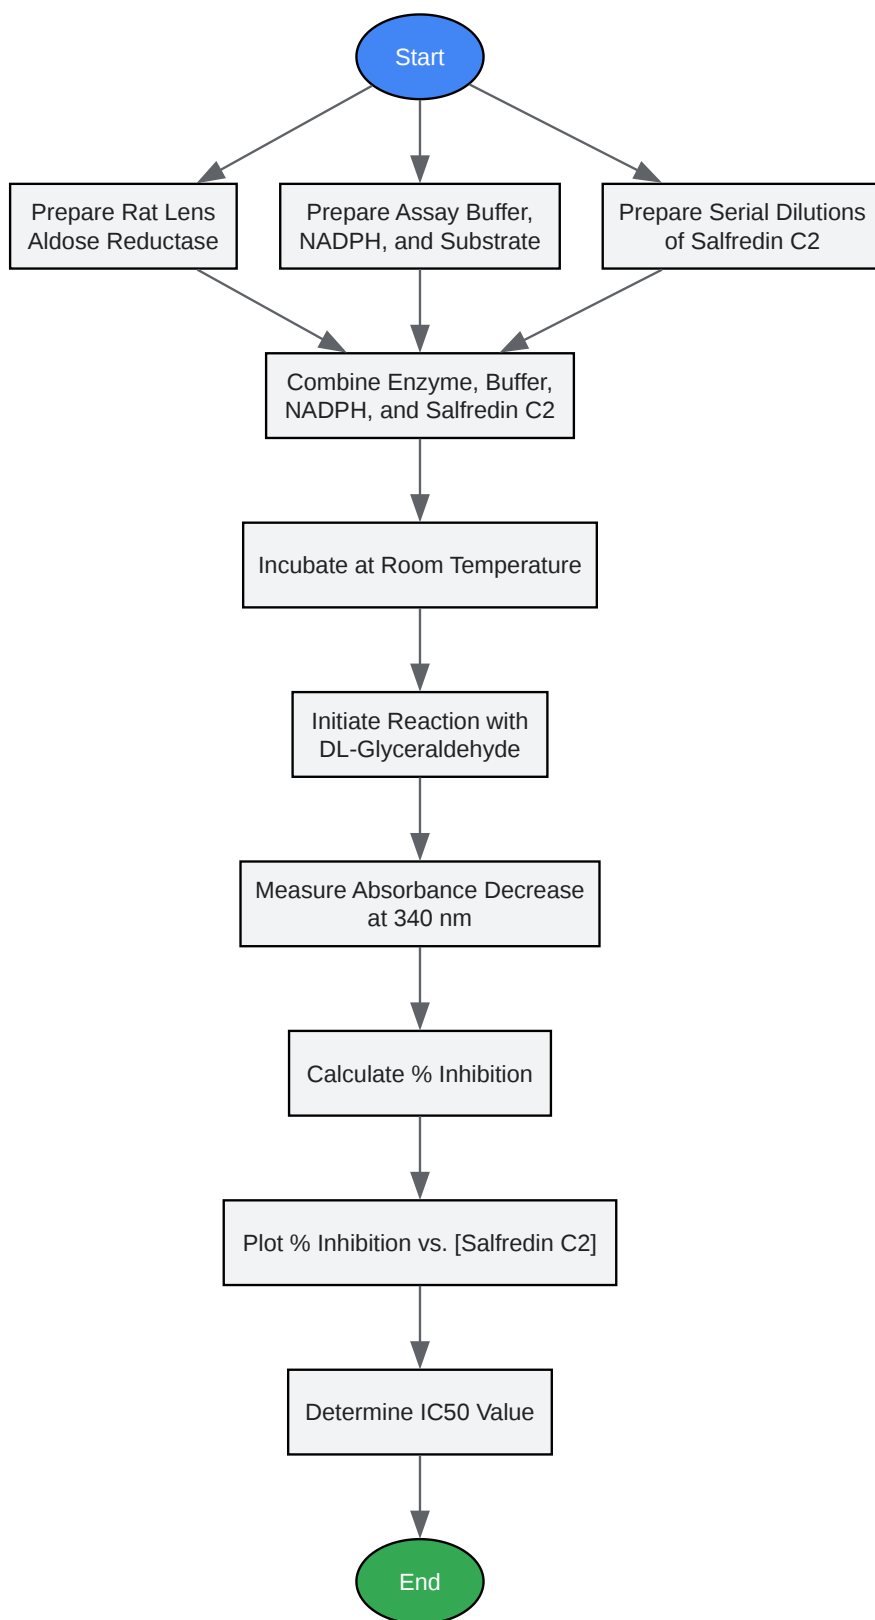 Start
Prepare Rat Lens
Aldose Reductase
Prepare Assay Buffer,
NADPH, and Substrate
Prepare Serial Dilutions
of Salfredin C2
Combine Enzyme, Buffer,
NADPH, and Salfredin C2
Incubate at Room Temperature
Initiate Reaction with
DL-Glyceraldehyde
Measure Absorbance Decrease
at 340 nm
Calculate % Inhibition
Plot % Inhibition vs. [Salfredin C2]
Determine IC50 Value
End